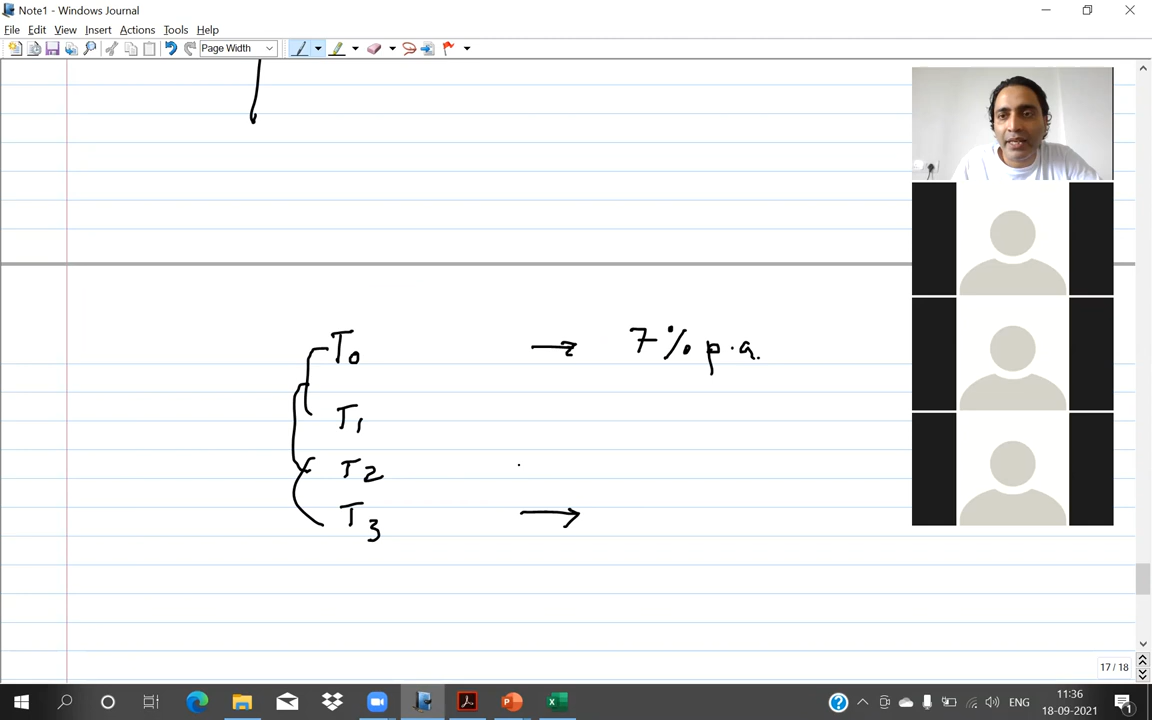 Note1 - Windows Journal
File Edit View Insert Actions Tools Help
Page Width
T0 → 7% p.a.
T1
T2
T3 →
17 / 18
ENG
11:36
18-09-2021
1